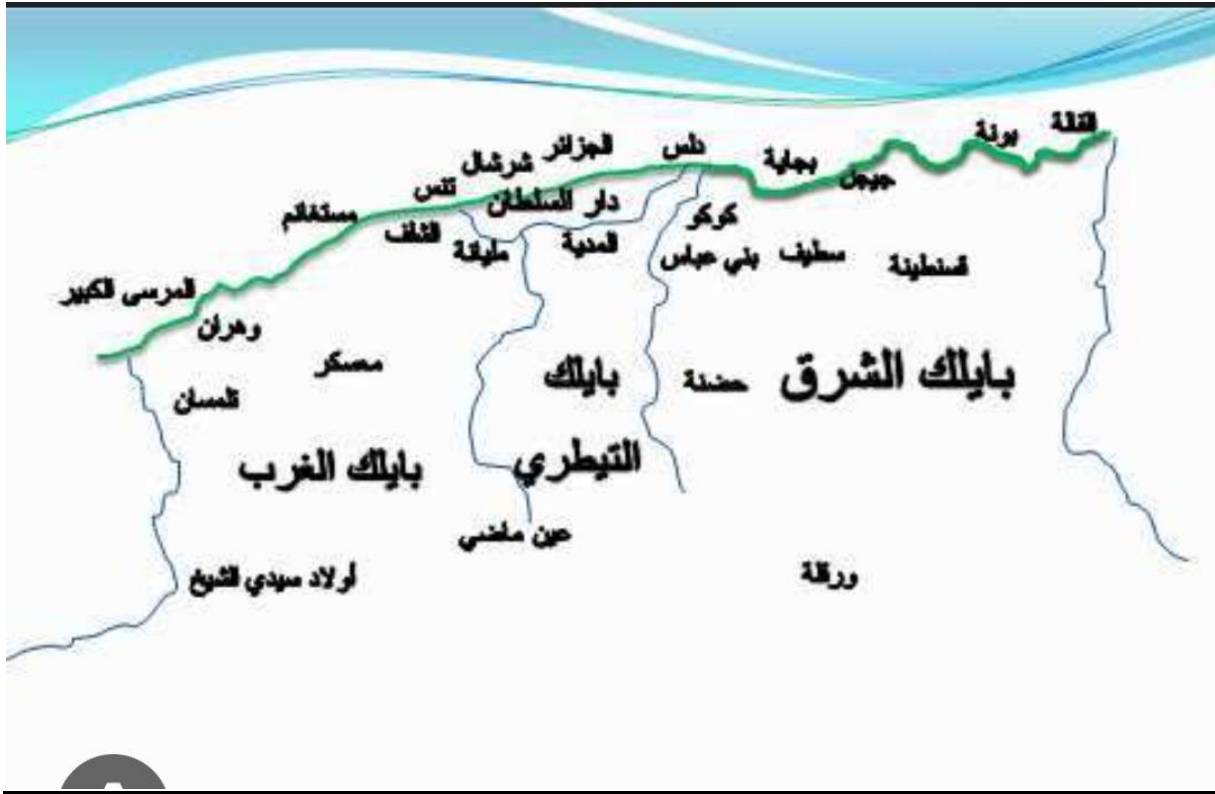 القالة
بونة
جيجل
بجاية
دلس
الجزائر
شرشال
تنس
مستغانم
المرسى الكبير
دار السلطان
كوكو
الشلف
مليانة
المدية
بني عباس
سطيف
قسنطينة
وهران
معسكر
تلمسان
حضنة
بايلك الشرق
بايلك
التيطري
بايلك الغرب
عين ماضي
أولاد سيدي الشيخ
ورقلة